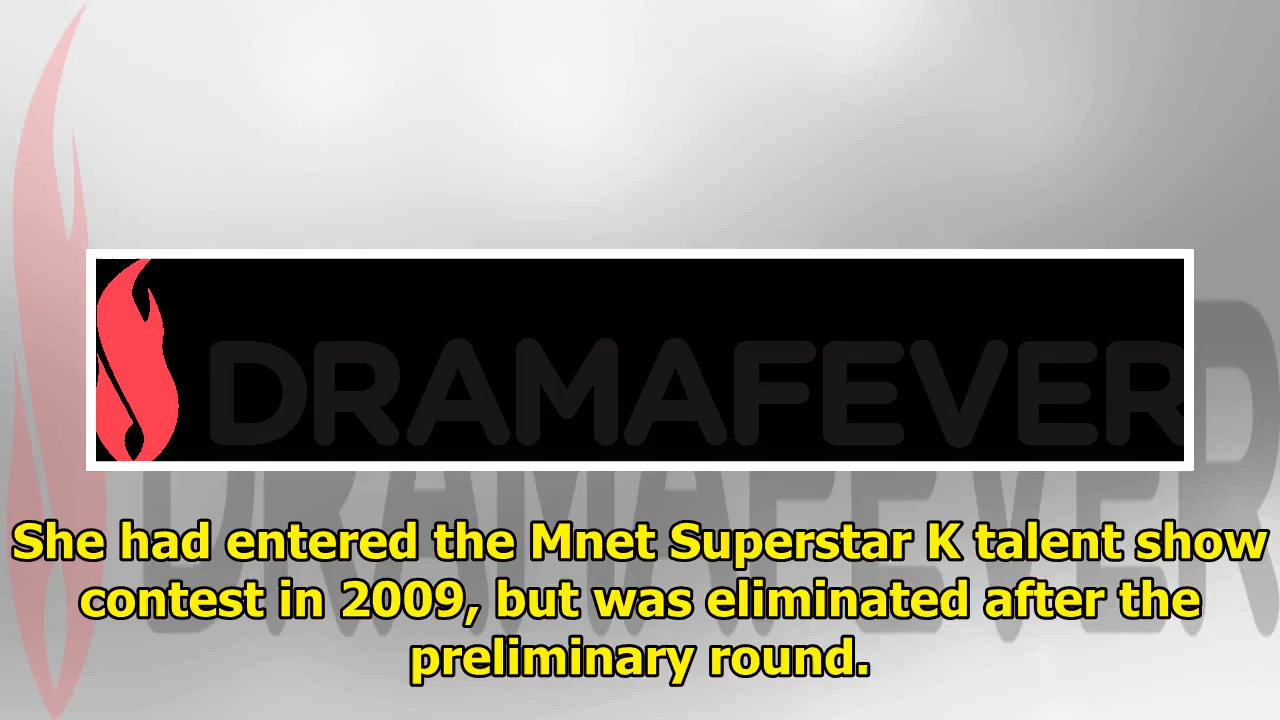 DRAMAFEVER
DRAMAFEVER
She had entered the Mnet Superstar K talent show
contest in 2009, but was eliminated after the
preliminary round.